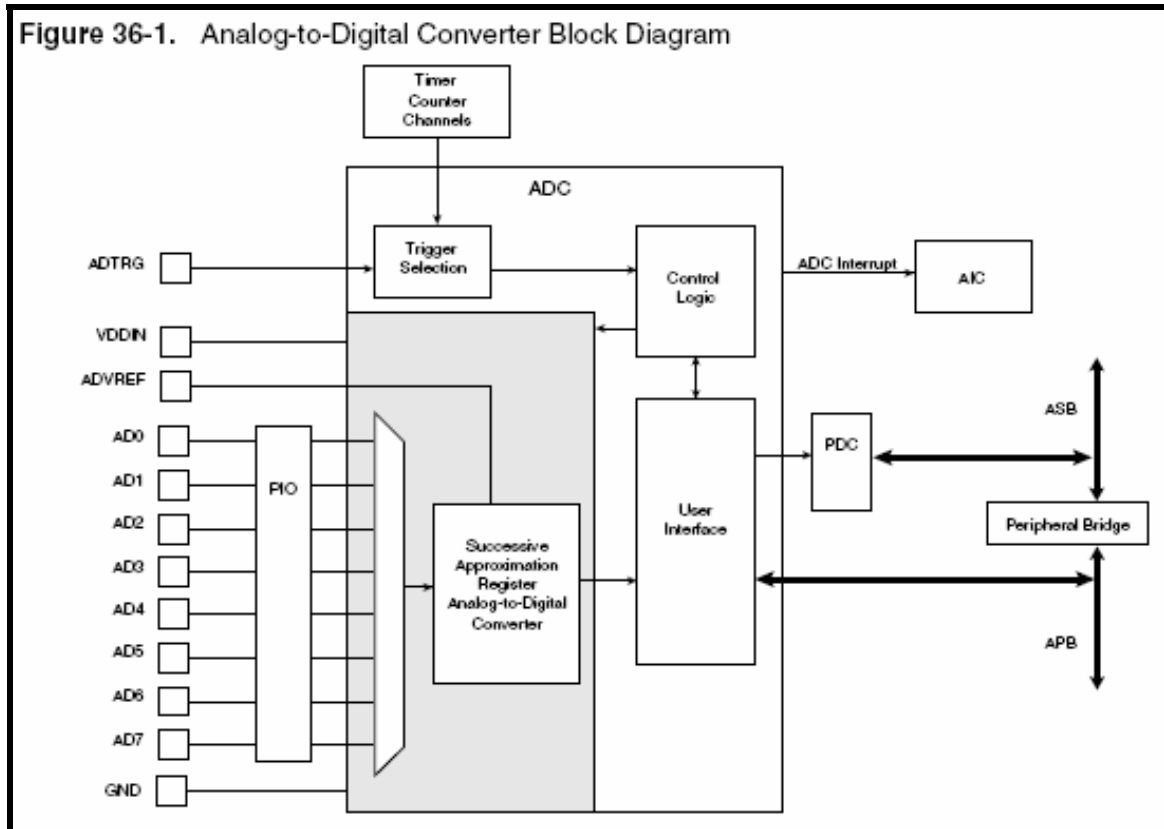 Figure 36-1. Analog-to-Digital Converter Block Diagram
Timer
Counter
Channels
ADC
ADTRG
Trigger
Selection
Control
Logic
ADC Interrupt
AIC
VDDIN
ADVREF
AD0
AD1
AD2
AD3
AD4
AD5
AD6
AD7
GND
PIO
Successive
Approximation
Register
Analog-to-Digital
Converter
User
Interface
PDC
ASB
Peripheral Bridge
APB